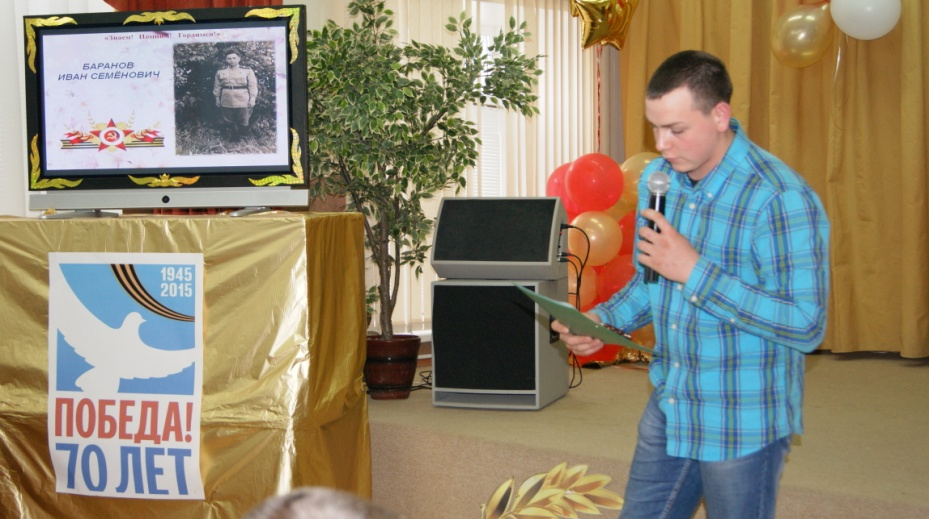 «Знаем! Помним! Гордимся!»
БАРАНОВ
ИВАН СЕМЁНОВИЧ
1945
2015
ПОБЕДА!
70 ЛЕТ